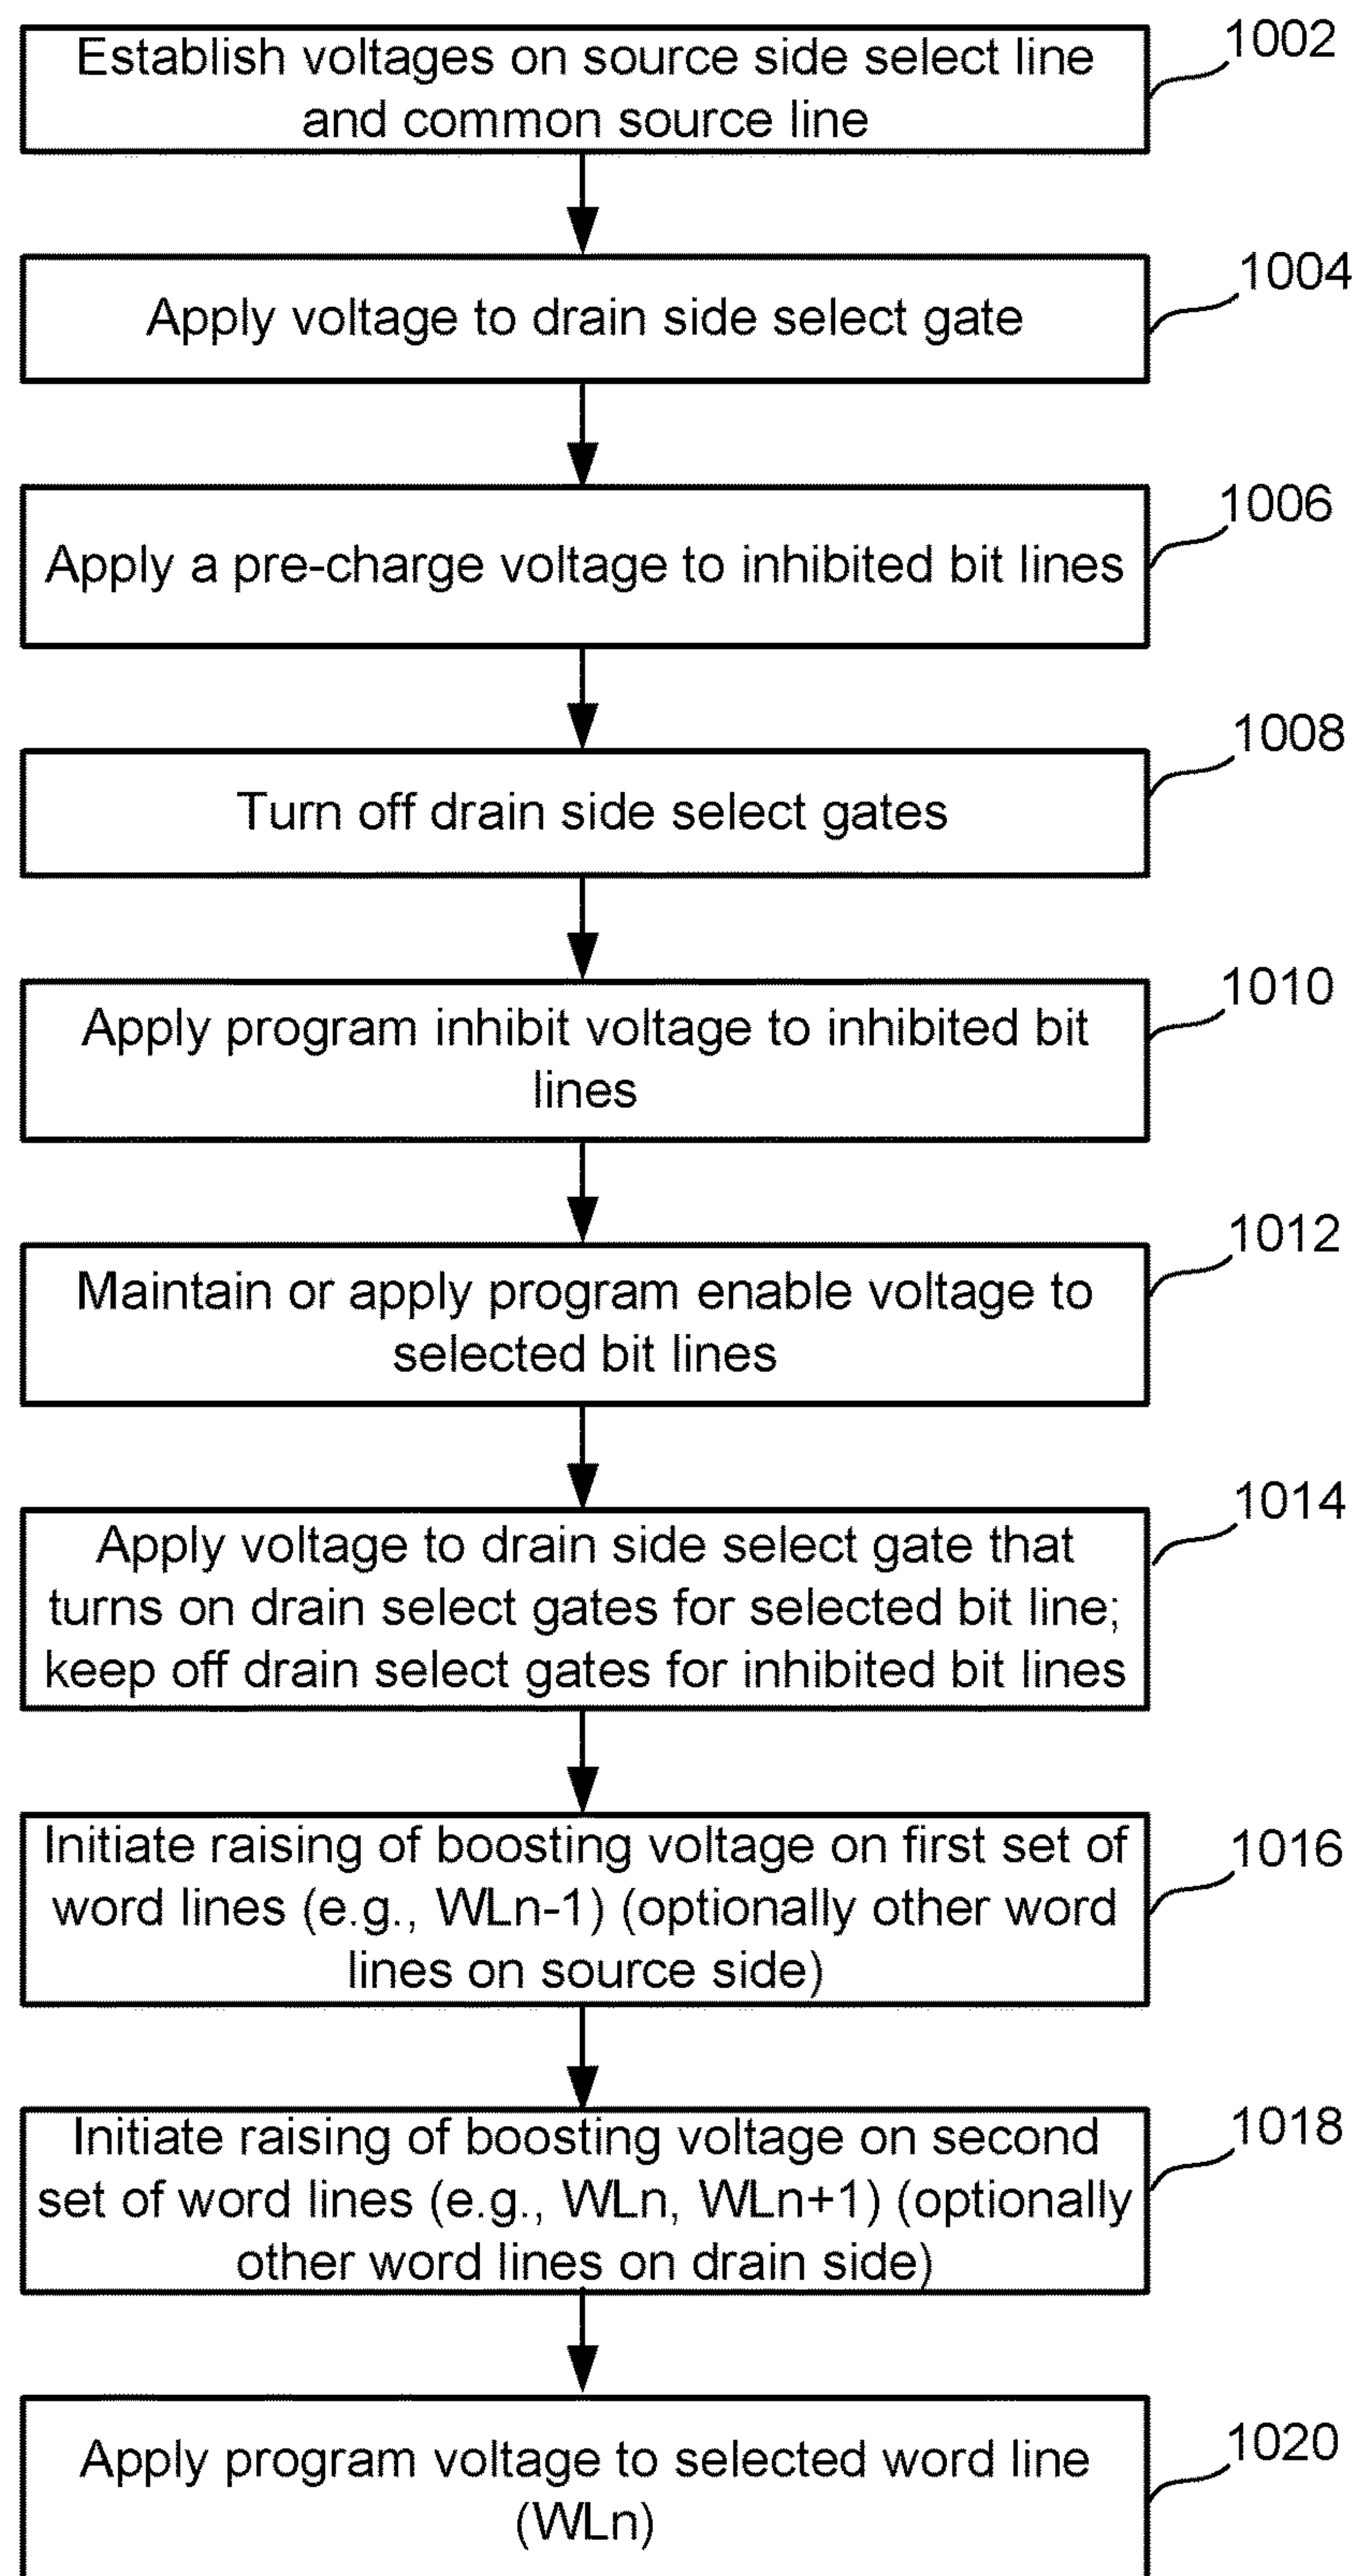 1002
Establish voltages on source side select line
and common source line
1004
Apply voltage to drain side select gate
1006
Apply a pre-charge voltage to inhibited bit lines
1008
Turn off drain side select gates
1010
Apply program inhibit voltage to inhibited bit
lines
1012
Maintain or apply program enable voltage to
selected bit lines
1014
Apply voltage to drain side select gate that
turns on drain select gates for selected bit line;
keep off drain select gates for inhibited bit lines
1016
Initiate raising of boosting voltage on first set of
word lines (e.g., WLn-1) (optionally other word
lines on source side)
1018
Initiate raising of boosting voltage on second
set of word lines (e.g., WLn, WLn+1) (optionally
other word lines on drain side)
1020
Apply program voltage to selected word line
(WLn)